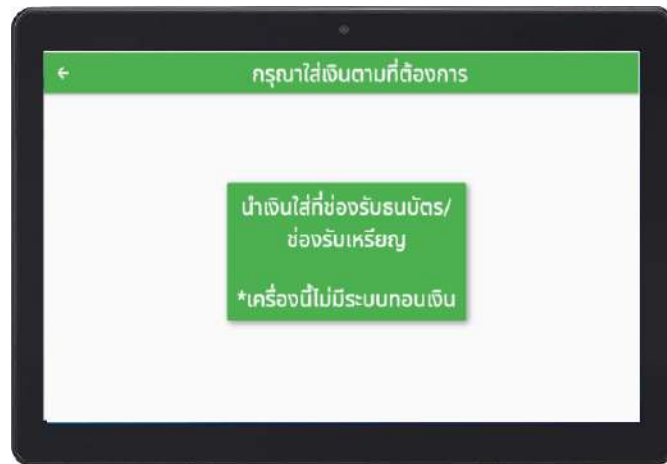 กรุณาใส่เงินตามที่ต้องการ
นำเงินใส่ที่ช่องรับธนบัตร/
ช่องรับเหรียญ
*เครื่องนี้ไม่มีระบบทอนเงิน